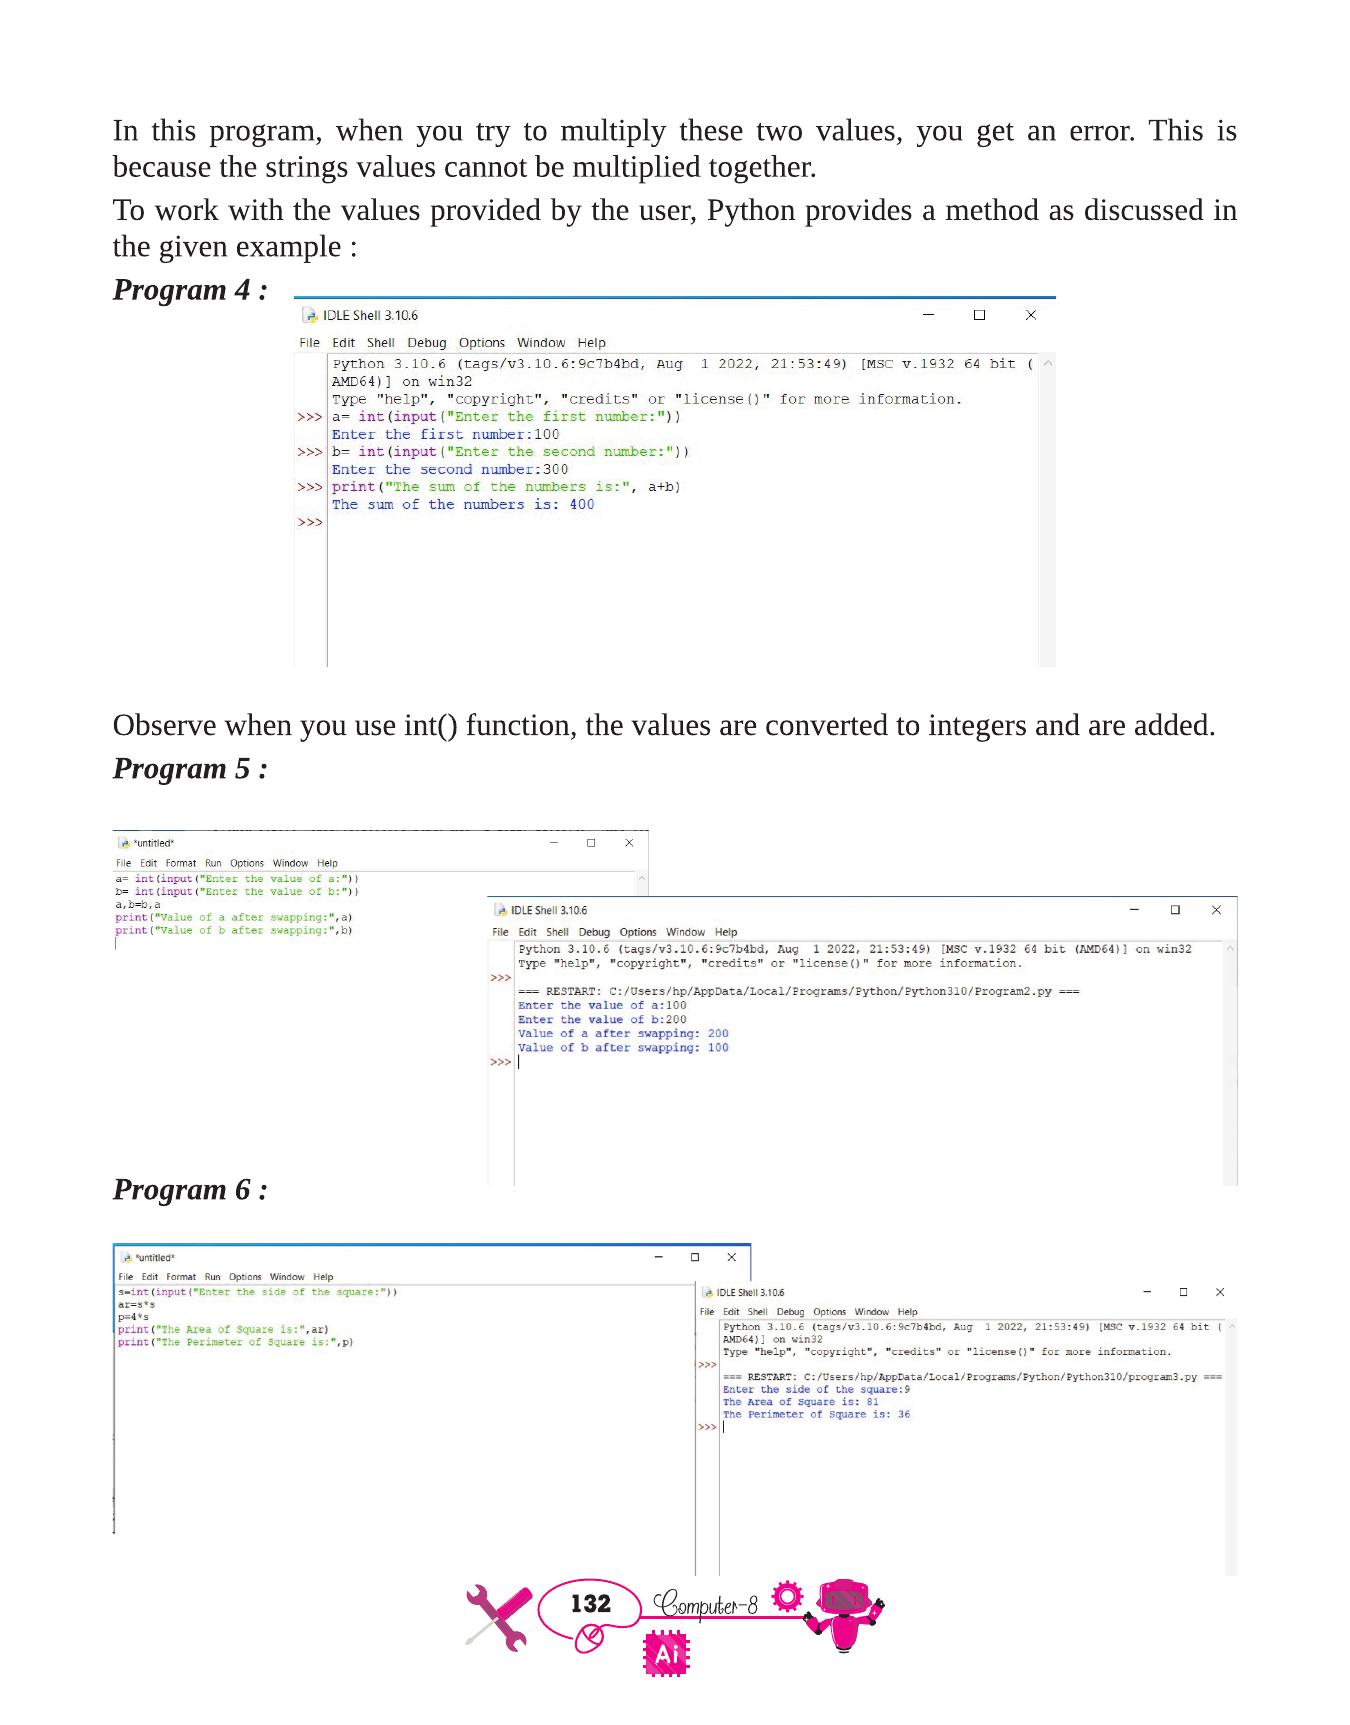 In this program, when you try to multiply these two values, you get an error. This is
because the strings values cannot be multiplied together.
To work with the values provided by the user, Python provides a method as discussed in
the given example :
Program 4 :
IDLE Shell 3.10.6
File Edit Shell Debug Options Window Help
Python 3.10.6 (tags/v3.10.6:9c7b4bd, Aug  1 2022, 21:53:49) [MSC v.1932 64 bit (
AMD64)] on win32
Type "help", "copyright", "credits" or "license()" for more information.
>>> a= int(input("Enter the first number:"))
Enter the first number:100
>>> b= int(input("Enter the second number:"))
Enter the second number:300
>>> print("The sum of the numbers is:", a+b)
The sum of the numbers is: 400
>>>
Observe when you use int() function, the values are converted to integers and are added.
Program 5 :
*untitled*
File Edit Format Run Options Window Help
a= int(input("Enter the value of a:"))
b= int(input("Enter the value of b:"))
a,b=b,a
print("Value of a after swapping:",a)
print("Value of b after swapping:",b)
IDLE Shell 3.10.6
File Edit Shell Debug Options Window Help
Python 3.10.6 (tags/v3.10.6:9c7b4bd, Aug  1 2022, 21:53:49) [MSC v.1932 64 bit (AMD64)] on win32
Type "help", "copyright", "credits" or "license()" for more information.
>>>
=== RESTART: C:/Users/hp/AppData/Local/Programs/Python/Python310/Program2.py ===
Enter the value of a:100
Enter the value of b:200
Value of a after swapping: 200
Value of b after swapping: 100
>>>
Program 6 :
*untitled*
File Edit Format Run Options Window Help
s=int(input("Enter the side of the square:"))
ar=s*s
p=4*s
print("The Area of Square is:",ar)
print("The Perimeter of Square is:",p)
IDLE Shell 3.10.6
File Edit Shell Debug Options Window Help
Python 3.10.6 (tags/v3.10.6:9c7b4bd, Aug  1 2022, 21:53:49) [MSC v.1932 64 bit (
AMD64)] on win32
Type "help", "copyright", "credits" or "license()" for more information.
>>>
=== RESTART: C:/Users/hp/AppData/Local/Programs/Python/Python310/program3.py ===
Enter the side of the square:9
The Area of Square is: 81
The Perimeter of Square is: 36
>>>
132 Computer-8
Ai